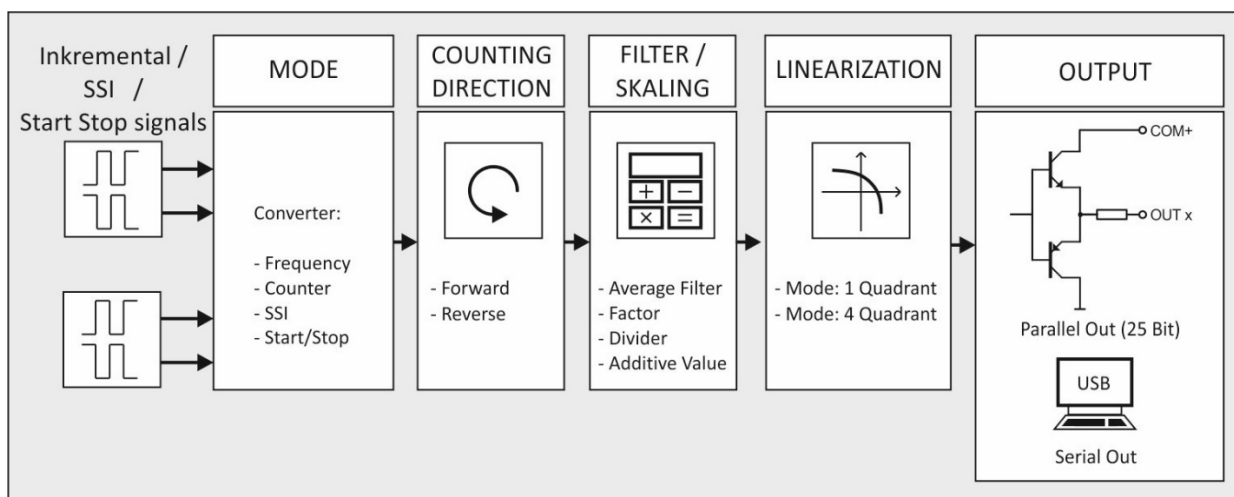 Inkremental /
SSI /
Start Stop signals
MODE
Converter:
- Frequency
- Counter
- SSI
- Start/Stop
COUNTING
DIRECTION
- Forward
- Reverse
FILTER /
SKALING
+ −
× =
- Average Filter
- Factor
- Divider
- Additive Value
LINEARIZATION
- Mode: 1 Quadrant
- Mode: 4 Quadrant
OUTPUT
COM+
OUT x
Parallel Out (25 Bit)
USB
Serial Out